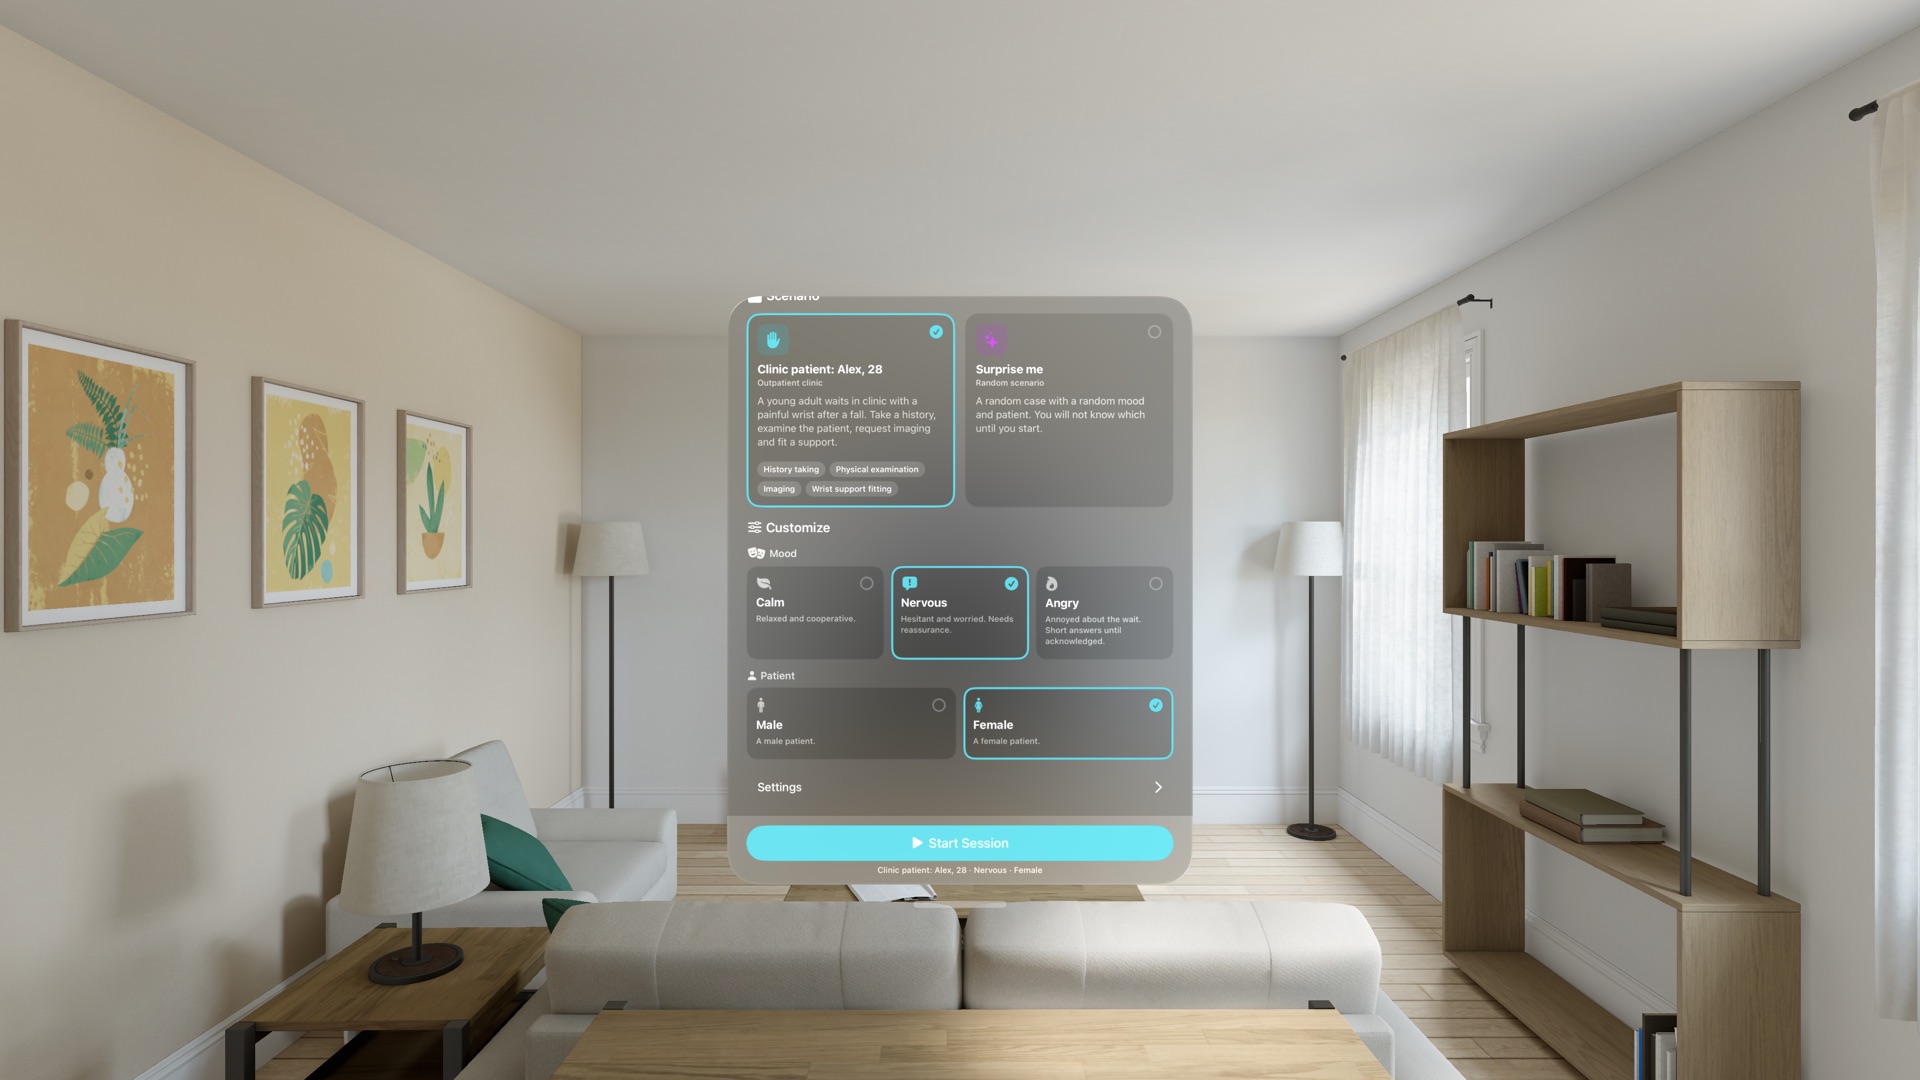 Scenario
Clinic patient: Alex, 28
Outpatient clinic
A young adult waits in clinic with a
painful wrist after a fall. Take a history,
examine the patient, request imaging
and fit a support.
History taking
Physical examination
Imaging
Wrist support fitting
Surprise me
Random scenario
A random case with a random mood
and patient. You will not know which
until you start.
Customize
Mood
Calm
Relaxed and cooperative.
Nervous
Hesitant and worried. Needs
reassurance.
Angry
Annoyed about the wait.
Short answers until
acknowledged.
Patient
Male
A male patient.
Female
A female patient.
Settings
Start Session
Clinic patient: Alex, 28 · Nervous · Female